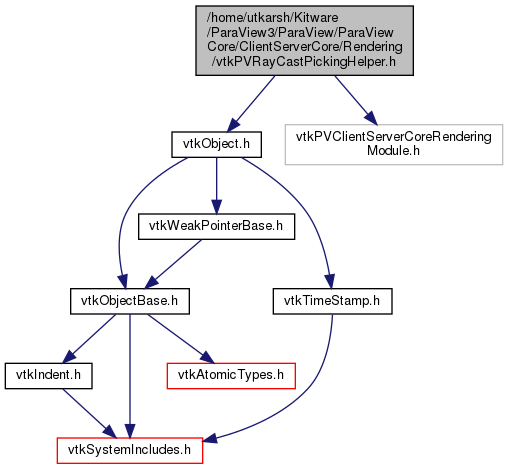 /home/utkarsh/Kitware
/ParaView3/ParaView/ParaView
Core/ClientServerCore/Rendering
/vtkPVRayCastPickingHelper.h
vtkObject.h
vtkPVClientServerCoreRendering
Module.h
vtkWeakPointerBase.h
vtkObjectBase.h
vtkTimeStamp.h
vtkIndent.h
vtkAtomicTypes.h
vtkSystemIncludes.h